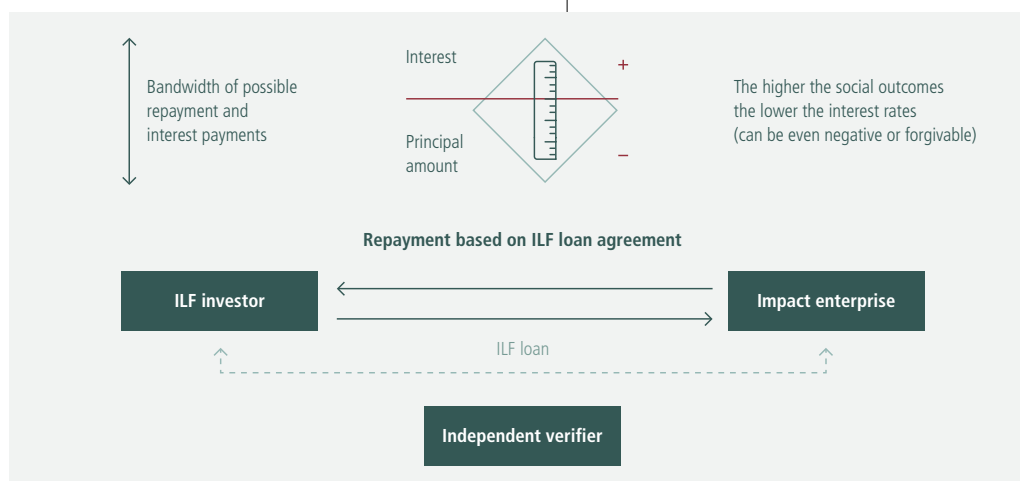 Bandwidth of possible
repayment and
interest payments
Interest
Principal
amount
+
–
The higher the social outcomes
the lower the interest rates
(can be even negative or forgivable)
Repayment based on ILF loan agreement
ILF investor
Impact enterprise
ILF loan
Independent verifier